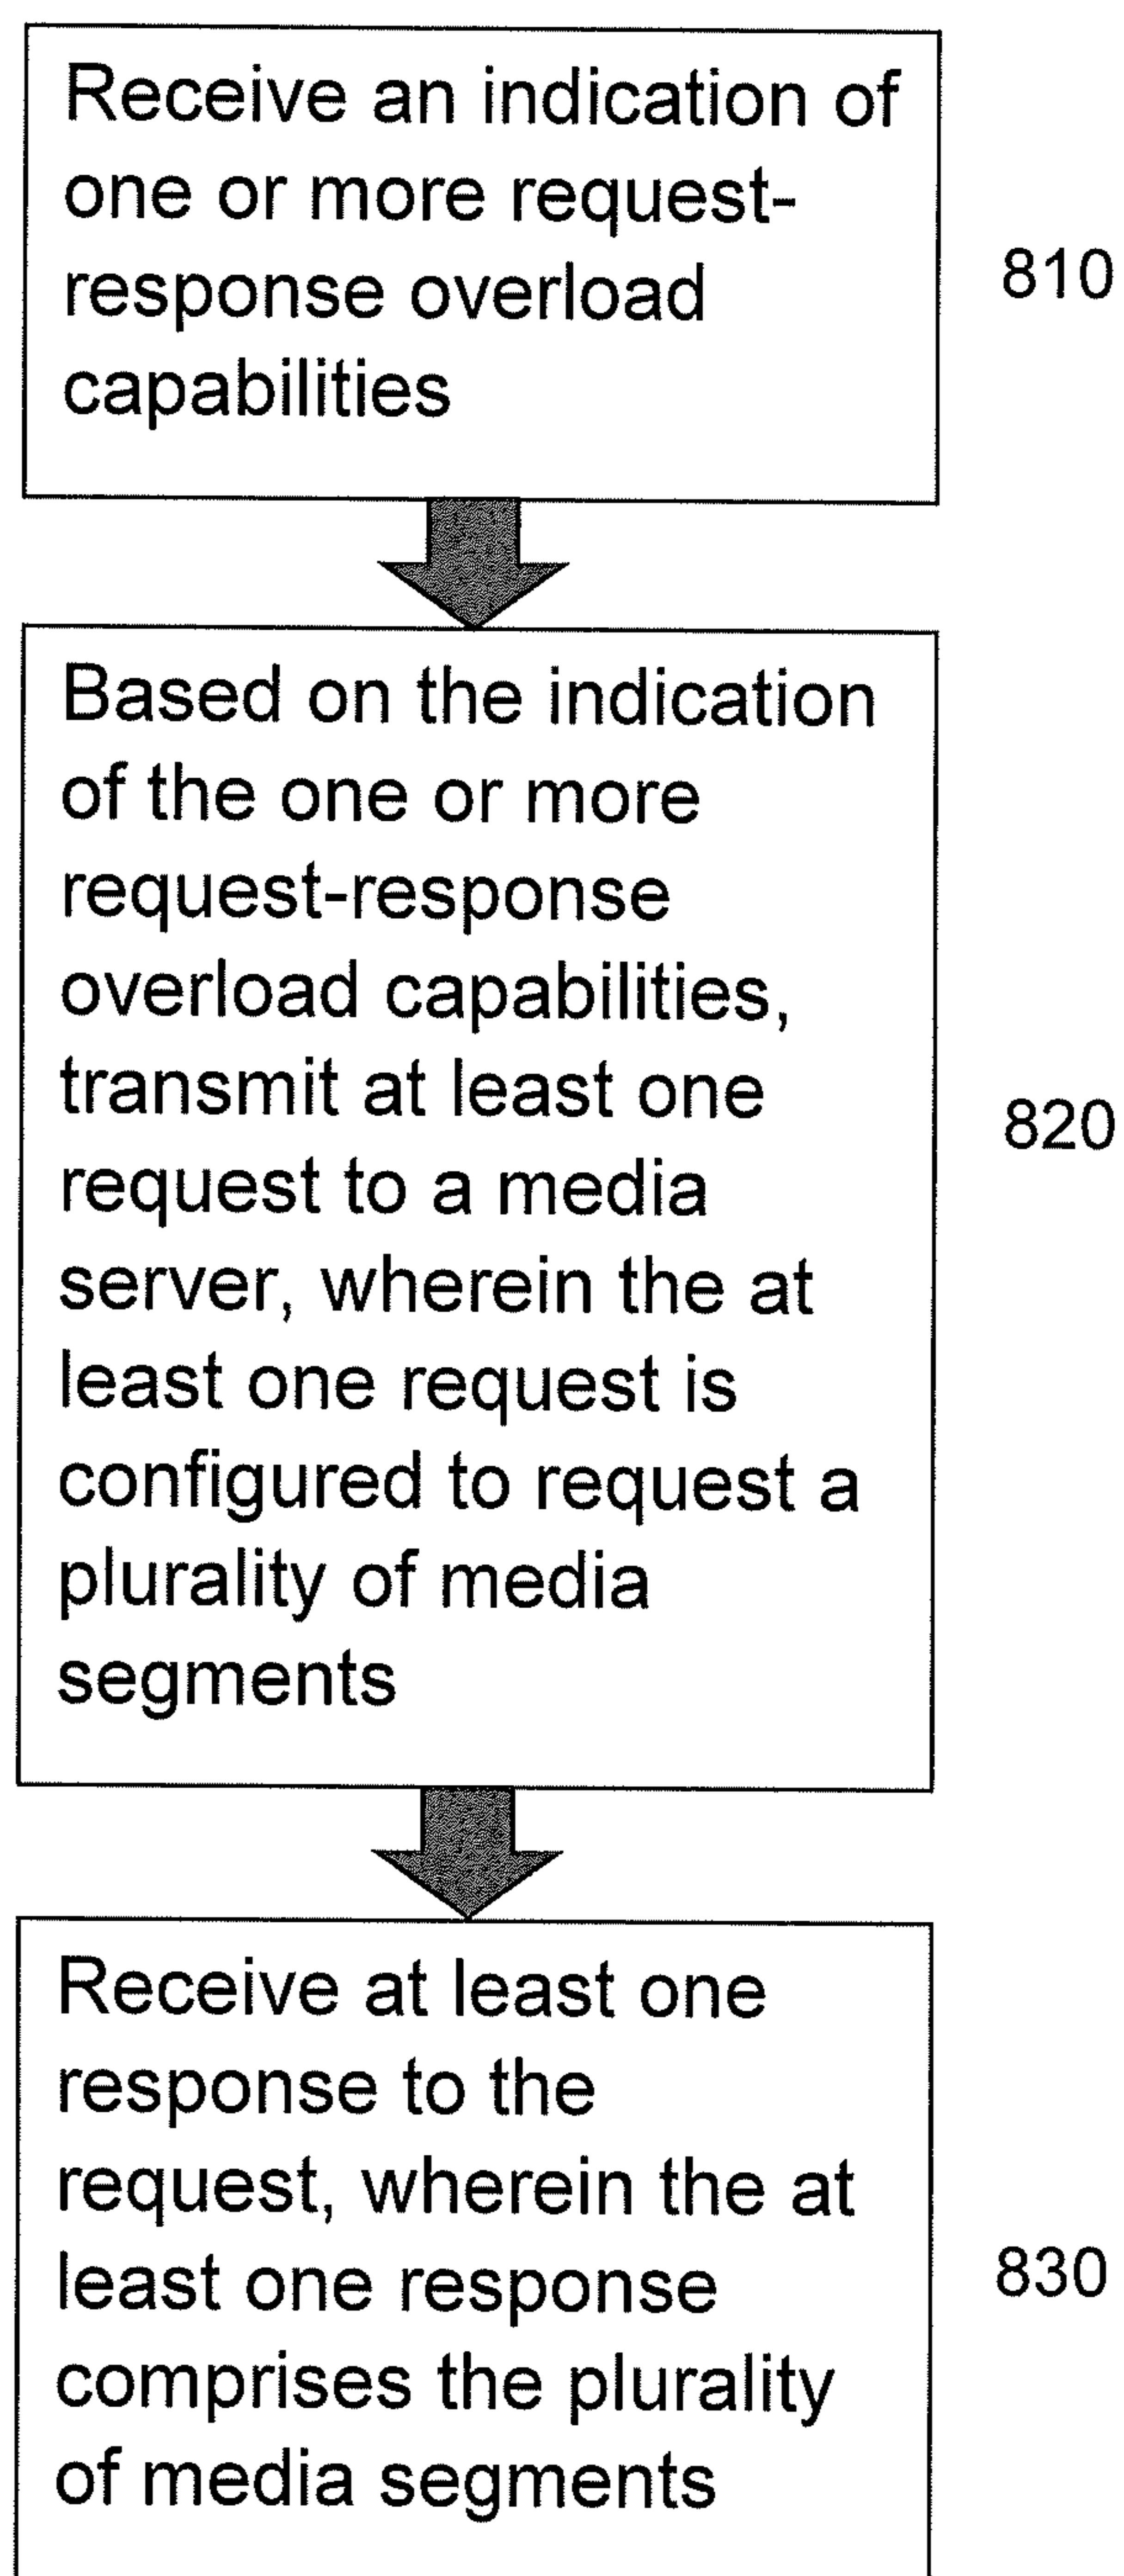 Receive an indication of
one or more request-
response overload
capabilities
810
Based on the indication
of the one or more
request-response
overload capabilities,
transmit at least one
request to a media
server, wherein the at
least one request is
configured to request a
plurality of media
segments
820
Receive at least one
response to the
request, wherein the at
least one response
comprises the plurality
of media segments
830